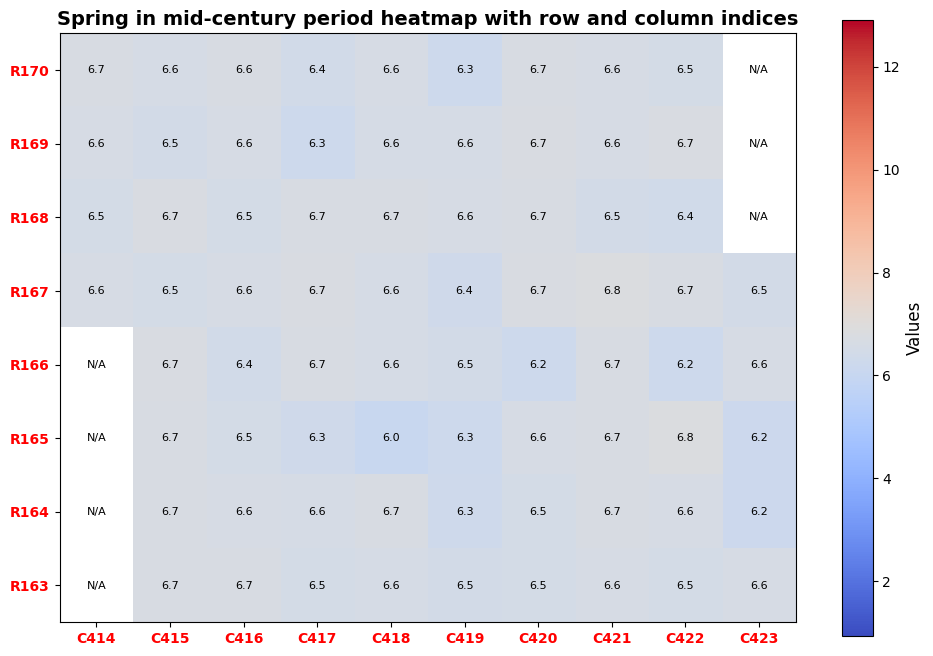 Spring in mid-century period heatmap with row and column indices
R170 6.7 6.6 6.6 6.4 6.6 6.3 6.7 6.6 6.5 N/A
R169 6.6 6.5 6.6 6.3 6.6 6.6 6.7 6.6 6.7 N/A
R168 6.5 6.7 6.5 6.7 6.7 6.6 6.7 6.5 6.4 N/A
R167 6.6 6.5 6.6 6.7 6.6 6.4 6.7 6.8 6.7 6.5
R166 N/A 6.7 6.4 6.7 6.6 6.5 6.2 6.7 6.2 6.6
R165 N/A 6.7 6.5 6.3 6.0 6.3 6.6 6.7 6.8 6.2
R164 N/A 6.7 6.6 6.6 6.7 6.3 6.5 6.7 6.6 6.2
R163 N/A 6.7 6.7 6.5 6.6 6.5 6.5 6.6 6.5 6.6
C414 C415 C416 C417 C418 C419 C420 C421 C422 C423
12
10
8
6
4
2
Values